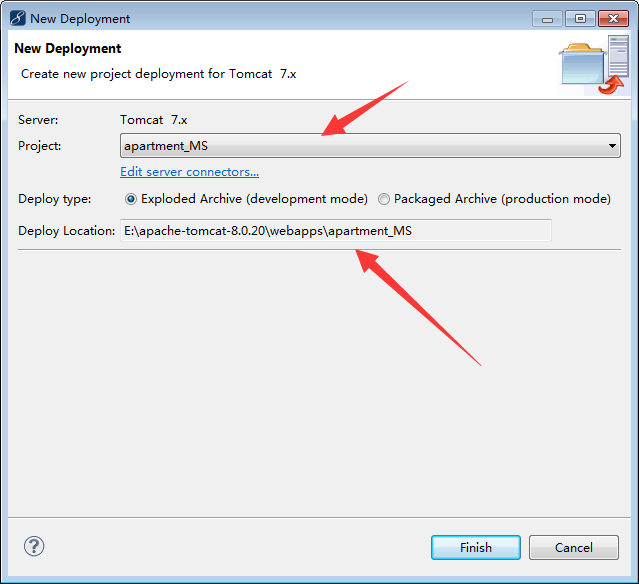 New Deployment
New Deployment
Create new project deployment for Tomcat  7.x
Server: Tomcat  7.x
Project: apartment_MS
Edit server connectors...
Deploy type: Exploded Archive (development mode) Packaged Archive (production mode)
Deploy Location: E:\apache-tomcat-8.0.20\webapps\apartment_MS
? Finish Cancel